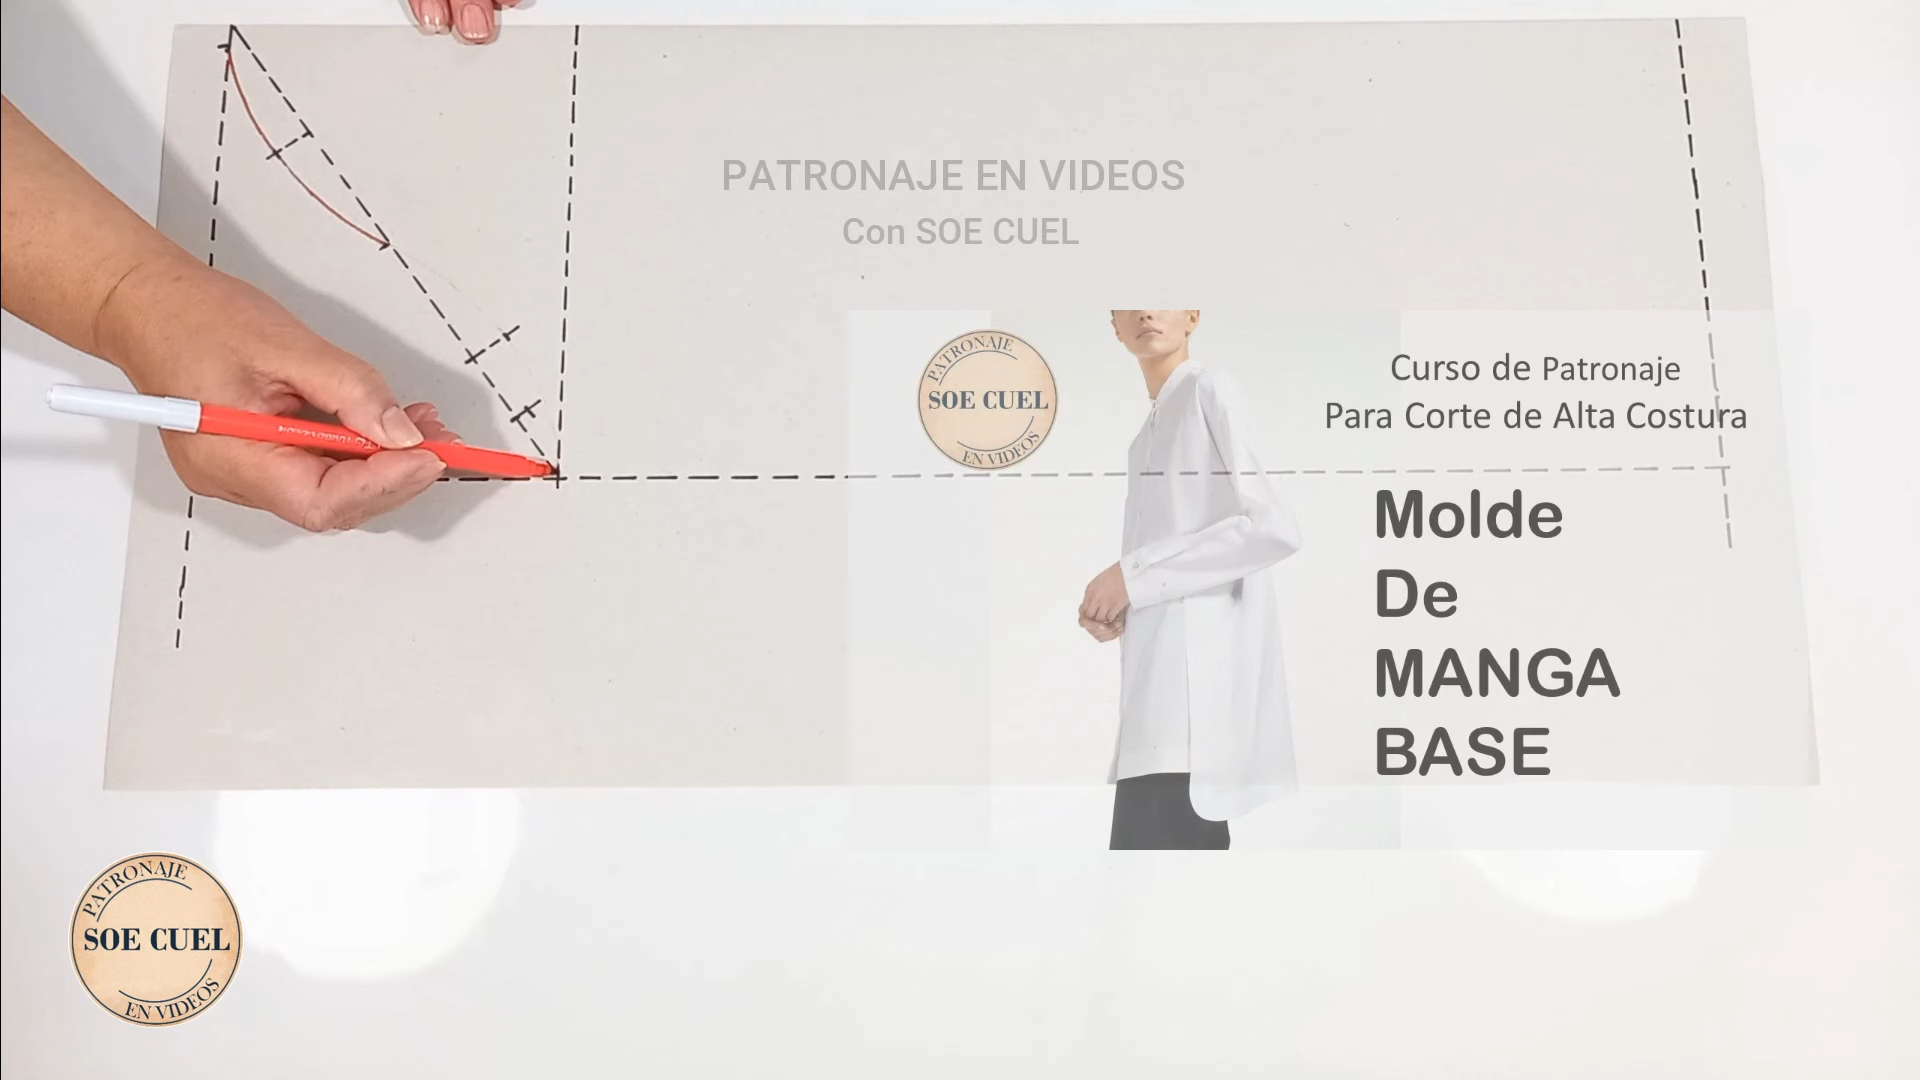 PATRONAJE EN VIDEOS
Con SOE CUEL
PATRONAJE
SOE CUEL
EN VIDEOS
Curso de Patronaje
Para Corte de Alta Costura
Molde
De
MANGA
BASE
PATRONAJE
SOE CUEL
EN VIDEOS